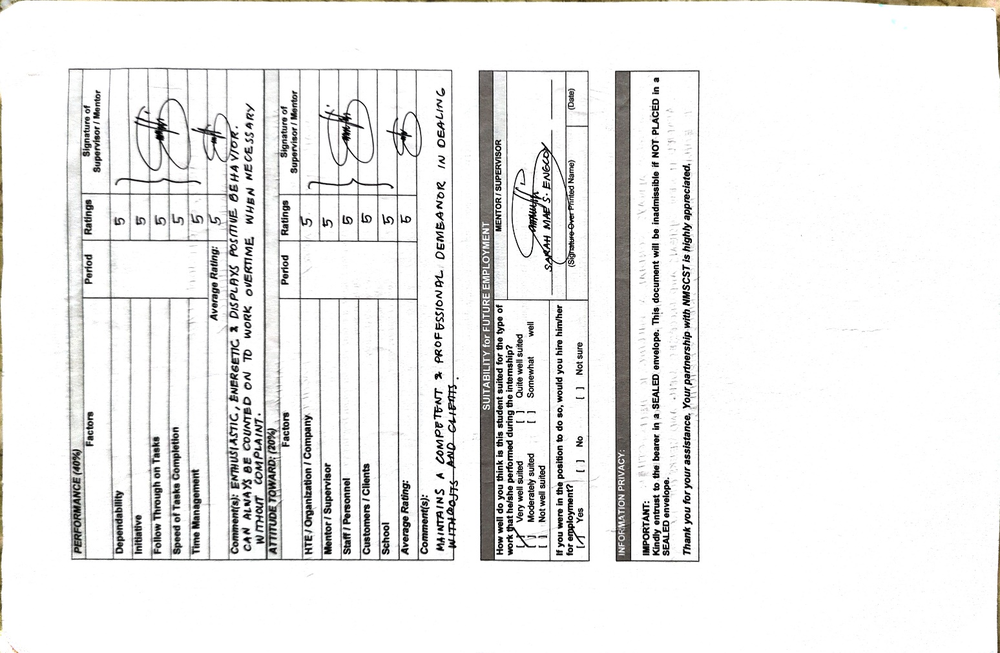 PERFORMANCE (40%)
Factors Period Ratings Signature of Supervisor / Mentor
Dependability 5
Initiative 5
Follow Through on Tasks 5
Speed of Tasks Completion 5
Time Management 5
Average Rating: 5
Comment(s): ENTHUSIASTIC, ENERGETIC & DISPLAYS POSITIVE BEHAVIOR.
CAN ALWAYS BE COUNTED ON TO WORK OVERTIME WHEN NECESSARY
WITHOUT COMPLAINT.
ATTITUDE TOWARD: (20%)
Factors Period Ratings Signature of Supervisor / Mentor
HTE / Organization / Company 5
Mentor / Supervisor 5
Staff / Personnel 5
Customers / Clients 5
School 5
Average Rating: 5
Comment(s):
MAINTAINS A COMPETENT & PROFESSIONAL DEMEANOR IN DEALING
AND CLIENTS.
SUITABILITY for FUTURE EMPLOYMENT
How well do you think is this student suited for the type of
work that he/she performed during the internship?
[✓] Very well suited [ ] Quite well suited
[ ] Moderately suited [ ] Somewhat well
[ ] Not well suited
If you were in the position to do so, would you hire him/her
for employment?
[✓] Yes [ ] No [ ] Not sure
MENTOR / SUPERVISOR
SARAH MAE S. ENGCOY
(Signature Over Printed Name) (Date)
INFORMATION PRIVACY:
IMPORTANT:
Kindly entrust to the bearer in a SEALED envelope. This document will be inadmissible if NOT PLACED in a
SEALED envelope.
Thank you for your assistance. Your partnership with NMSCST is highly appreciated.